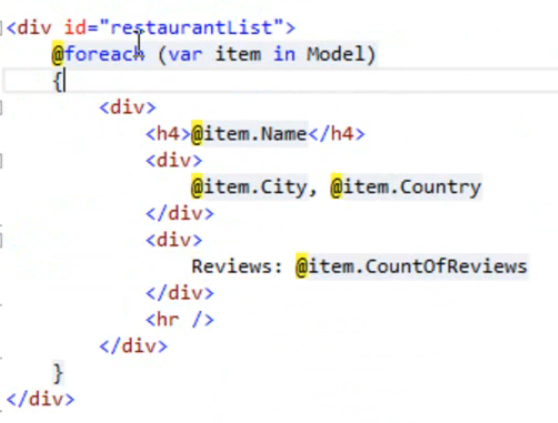 <div id="restaurantList">
@foreach (var item in Model)
{
<div>
<h4>@item.Name</h4>
<div>
@item.City, @item.Country
</div>
<div>
Reviews: @item.CountOfReviews
</div>
<hr />
</div>
}
</div>